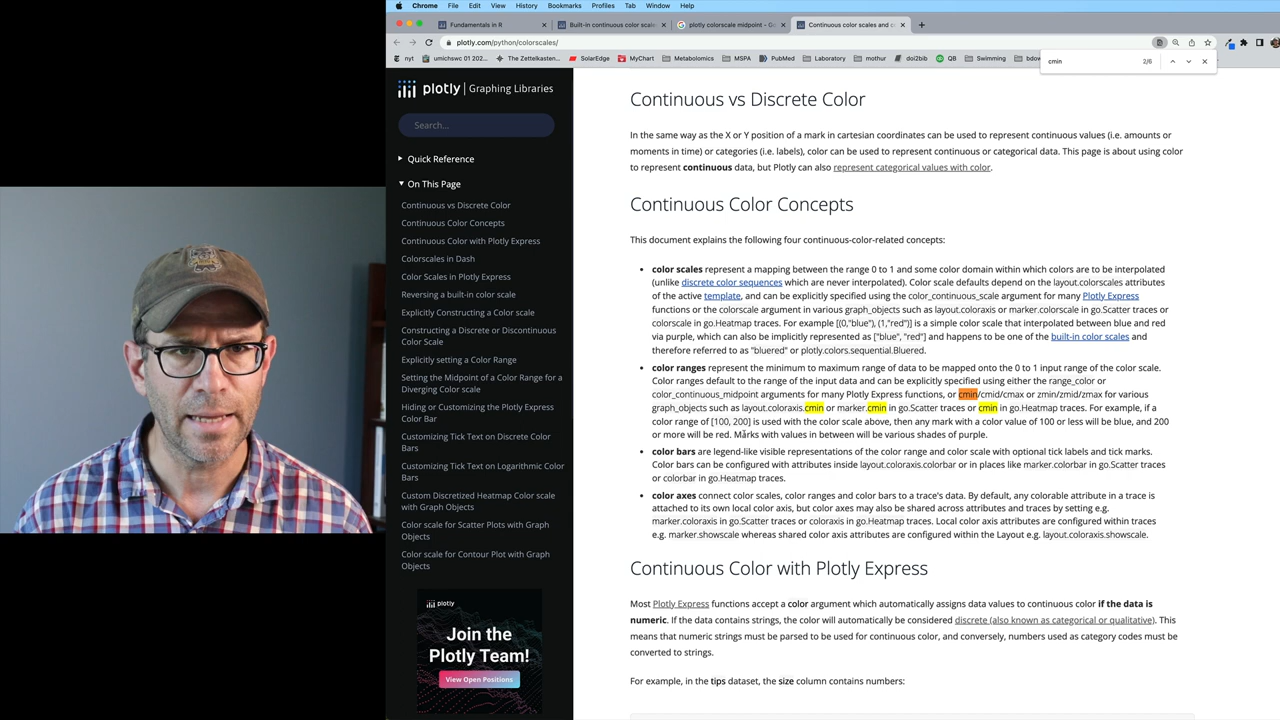 Chrome File Edit View History Bookmarks Profiles Tab Window Help
Fundamentals in R
Built-in continuous color scale
plotly colorscale midpoint - G
Continuous color scales and c
plotly.com/python/colorscales/
nyt umichswc 01 202... The Zettelkasten... SolarEdge MyChart Metabolomics MSPA PubMed Laboratory mothur doi2bib QB Swimming
cmin 2/6
plotly | Graphing Libraries
Search...
Quick Reference
On This Page
Continuous vs Discrete Color
Continuous Color Concepts
Continuous Color with Plotly Express
Colorscales in Dash
Color Scales in Plotly Express
Reversing a built-in color scale
Explicitly Constructing a Color scale
Constructing a Discrete or Discontinuous
Color Scale
Explicitly setting a Color Range
Setting the Midpoint of a Color Range for a
Diverging Color scale
Hiding or Customizing the Plotly Express
Color Bar
Customizing Tick Text on Discrete Color
Bars
Customizing Tick Text on Logarithmic Color
Bars
Custom Discretized Heatmap Color scale
with Graph Objects
Color scale for Scatter Plots with Graph
Objects
Color scale for Contour Plot with Graph
Objects
plotly
Join the
Plotly Team!
View Open Positions
Continuous vs Discrete Color
In the same way as the X or Y position of a mark in cartesian coordinates can be used to represent continuous values (i.e. amounts or
moments in time) or categories (i.e. labels), color can be used to represent continuous or categorical data. This page is about using color
to represent continuous data, but Plotly can also represent categorical values with color.
Continuous Color Concepts
This document explains the following four continuous-color-related concepts:
• color scales represent a mapping between the range 0 to 1 and some color domain within which colors are to be interpolated
(unlike discrete color sequences which are never interpolated). Color scale defaults depend on the layout.colorscales attributes
of the active template, and can be explicitly specified using the color_continuous_scale argument for many Plotly Express
functions or the colorscale argument in various graph_objects such as layout.coloraxis or marker.colorscale in go.Scatter traces or
colorscale in go.Heatmap traces. For example [(0,"blue"), (1,"red")] is a simple color scale that interpolated between blue and red
via purple, which can also be implicitly represented as ["blue", "red"] and happens to be one of the built-in color scales and
therefore referred to as "bluered" or plotly.colors.sequential.Bluered.
• color ranges represent the minimum to maximum range of data to be mapped onto the 0 to 1 input range of the color scale.
Color ranges default to the range of the input data and can be explicitly specified using either the range_color or
color_continuous_midpoint arguments for many Plotly Express functions, or cmin/cmid/cmax or zmin/zmid/zmax for various
graph_objects such as layout.coloraxis.cmin or marker.cmin in go.Scatter traces or cmin in go.Heatmap traces. For example, if a
color range of [100, 200] is used with the color scale above, then any mark with a color value of 100 or less will be blue, and 200
or more will be red. Marks with values in between will be various shades of purple.
• color bars are legend-like visible representations of the color range and color scale with optional tick labels and tick marks.
Color bars can be configured with attributes inside layout.coloraxis.colorbar or in places like marker.colorbar in go.Scatter traces
or colorbar in go.Heatmap traces.
• color axes connect color scales, color ranges and color bars to a trace's data. By default, any colorable attribute in a trace is
attached to its own local color axis, but color axes may also be shared across attributes and traces by setting e.g.
marker.coloraxis in go.Scatter traces or coloraxis in go.Heatmap traces. Local color axis attributes are configured within traces
e.g. marker.showscale whereas shared color axis attributes are configured within the Layout e.g. layout.coloraxis.showscale.
Continuous Color with Plotly Express
Most Plotly Express functions accept a color argument which automatically assigns data values to continuous color if the data is
numeric. If the data contains strings, the color will automatically be considered discrete (also known as categorical or qualitative). This
means that numeric strings must be parsed to be used for continuous color, and conversely, numbers used as category codes must be
converted to strings.
For example, in the tips dataset, the size column contains numbers: